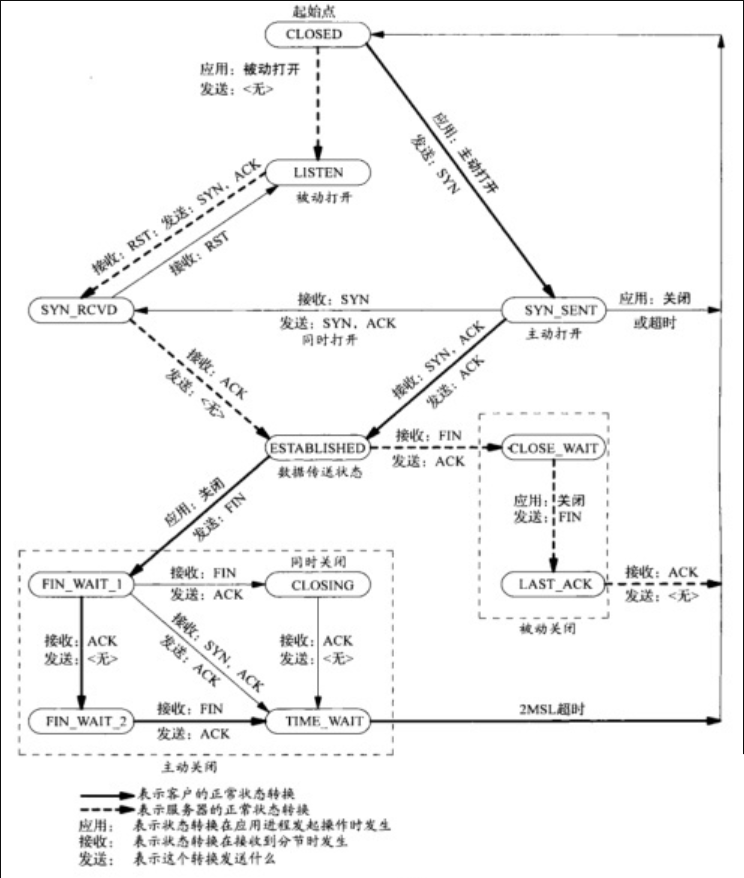 起始点
CLOSED
应用：被动打开
发送：<无>
应用：主动打开
发送：SYN
LISTEN
被动打开
接收：RST；发送：SYN，ACK
接收：RST
SYN_RCVD
接收：SYN
发送：SYN，ACK
同时打开
SYN_SENT
主动打开
应用：关闭
或超时
接收：ACK
发送：<无>
接收：SYN，ACK
发送：ACK
ESTABLISHED
数据传送状态
接收：FIN
发送：ACK
CLOSE_WAIT
应用：关闭
发送：FIN
应用：关闭
发送：FIN
LAST_ACK
接收：ACK
发送：<无>
被动关闭
同时关闭
FIN_WAIT_1
接收：FIN
发送：ACK
CLOSING
接收：ACK
发送：<无>
接收：SYN，ACK
发送：ACK
接收：ACK
发送：<无>
FIN_WAIT_2
接收：FIN
发送：ACK
TIME_WAIT
2MSL超时
主动关闭
表示客户的正常状态转换
表示服务器的正常状态转换
应用： 表示状态转换在应用进程发起操作时发生
接收： 表示状态转换在接收到分节时发生
发送： 表示这个转换发送什么